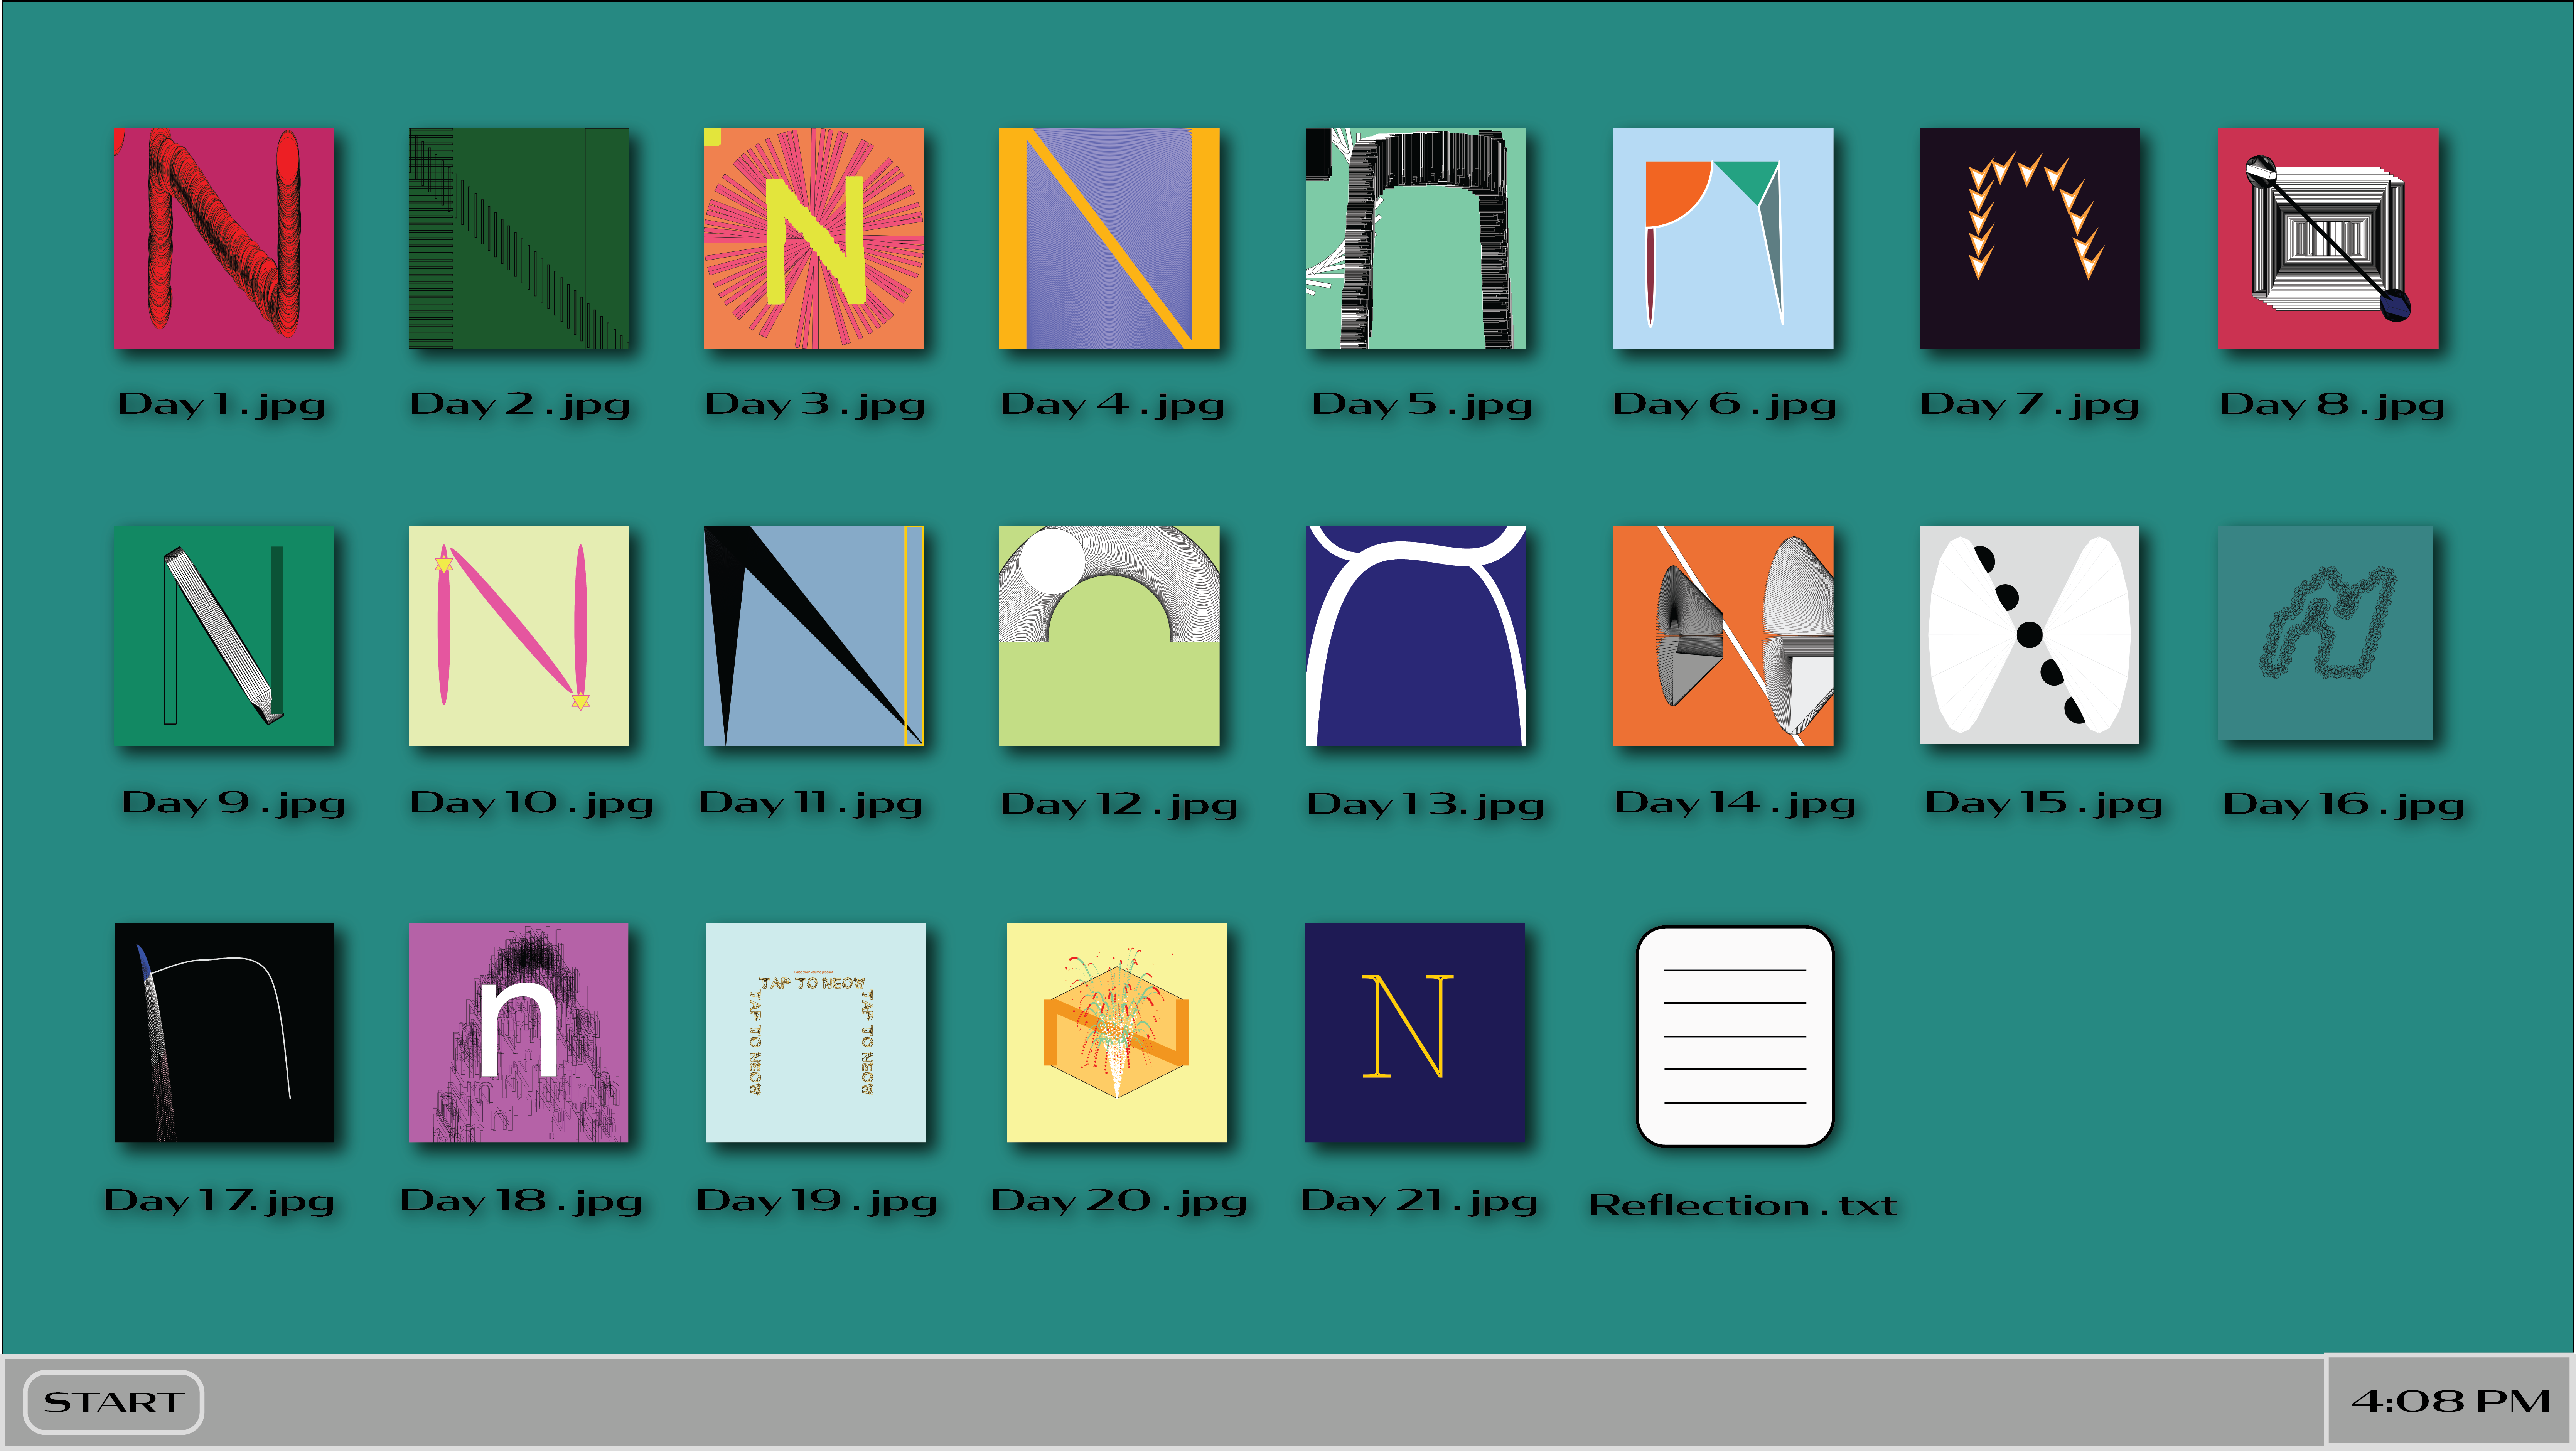 N
N
N
N
n
n
n
N
Day 1.jpg
Day 2.jpg
Day 3.jpg
Day 4.jpg
Day 5.jpg
Day 6.jpg
Day 7.jpg
Day 8.jpg
N
N
N
n
n
N
N
N
Day 9.jpg
Day 10.jpg
Day 11.jpg
Day 12.jpg
Day 13.jpg
Day 14.jpg
Day 15.jpg
Day 16.jpg
n
n
TAP TO NEOW
TAP TO NEOW
TAP TO NEOW
N
N
Day 17.jpg
Day 18.jpg
Day 19.jpg
Day 20.jpg
Day 21.jpg
Reflection.txt
START
4:08 PM